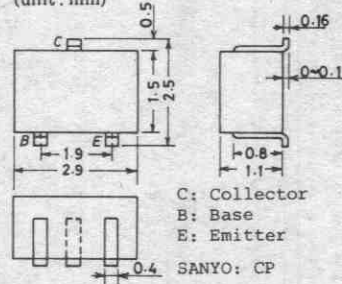 (unit:mm)
C
0.5
1.5
2.5
0.16
0~0.1
B
E
1.9
2.9
0.8
1.1
C: Collector
B: Base
E: Emitter
0.4
SANYO: CP